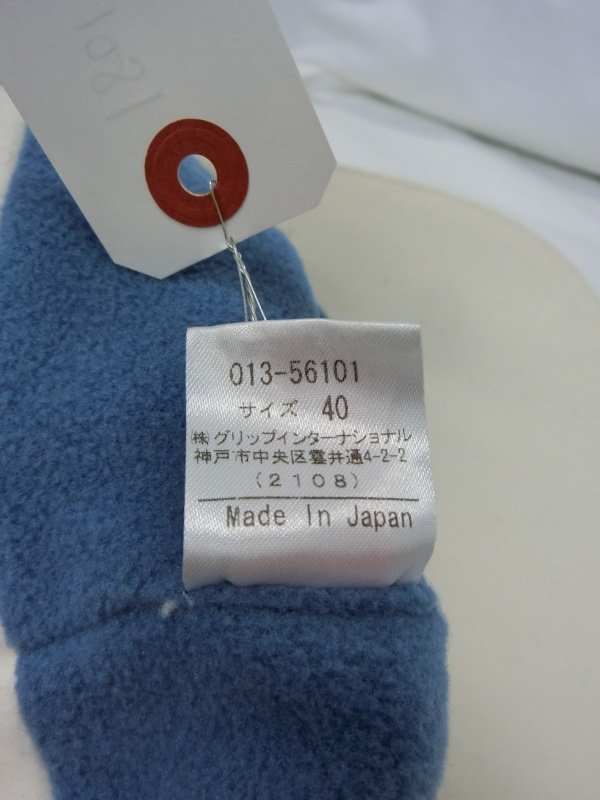 1081
013-56101
サイズ 40
㈱グリップインターナショナル
神戸市中央区雲井通4-2-2
(2108)
Made In Japan